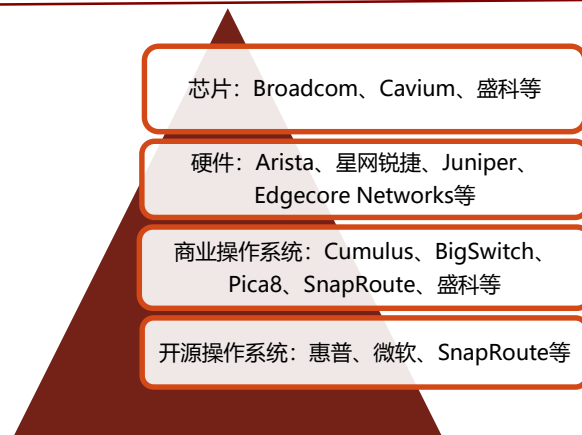 芯片：Broadcom、Cavium、盛科等
硬件：Arista、星网锐捷、Juniper、
Edgecore Networks等
商业操作系统：Cumulus、BigSwitch、
Pica8、SnapRoute、盛科等
开源操作系统：惠普、微软、SnapRoute等